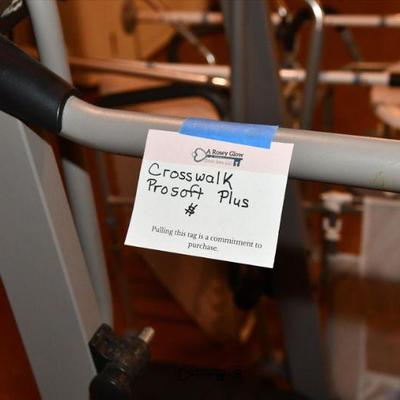 A Rosey Glow
Crosswalk
Prosoft Plus
$
Pulling this tag is a commitment to
purchase.